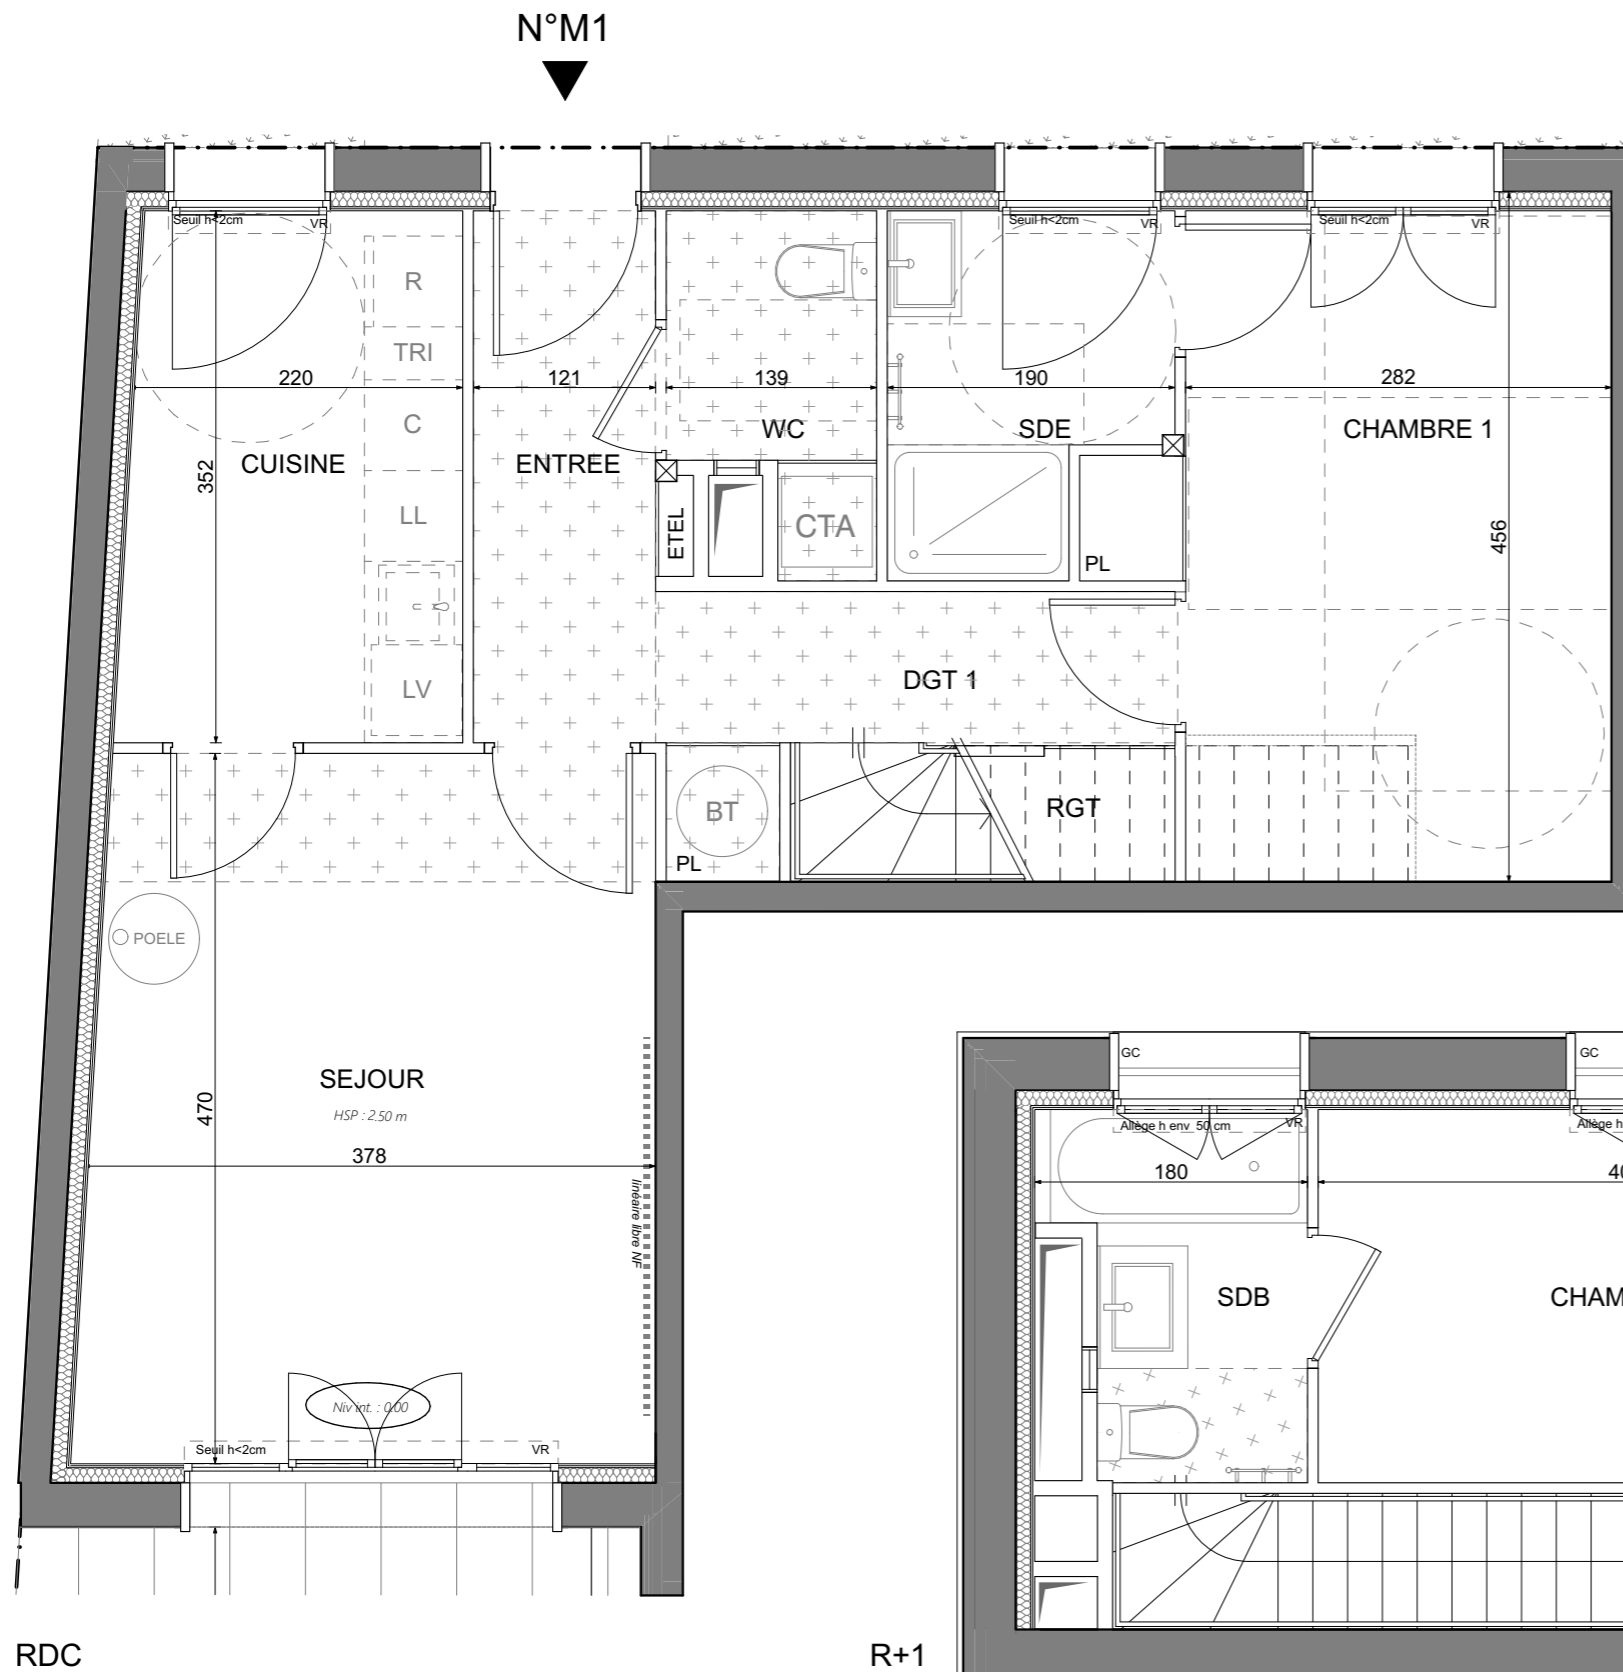 N°M1
Seuil h<2cm
VR
Seuil h<2cm
VR
Seuil h<2cm
VR
R
TRI
220
121
139
190
282
C
WC
SDE
CHAMBRE 1
CUISINE
ENTREE
352
LL
ETEL
CTA
456
PL
LV
DGT 1
BT
RGT
PL
POELE
SEJOUR
HSP : 2.50 m
470
378
linéaire libre NF
Niv int. : 0.00
Seuil h<2cm
VR
GC
GC
Allège h env 50 cm
VR
Allège h
180
40
SDB
CHAM
RDC
R+1